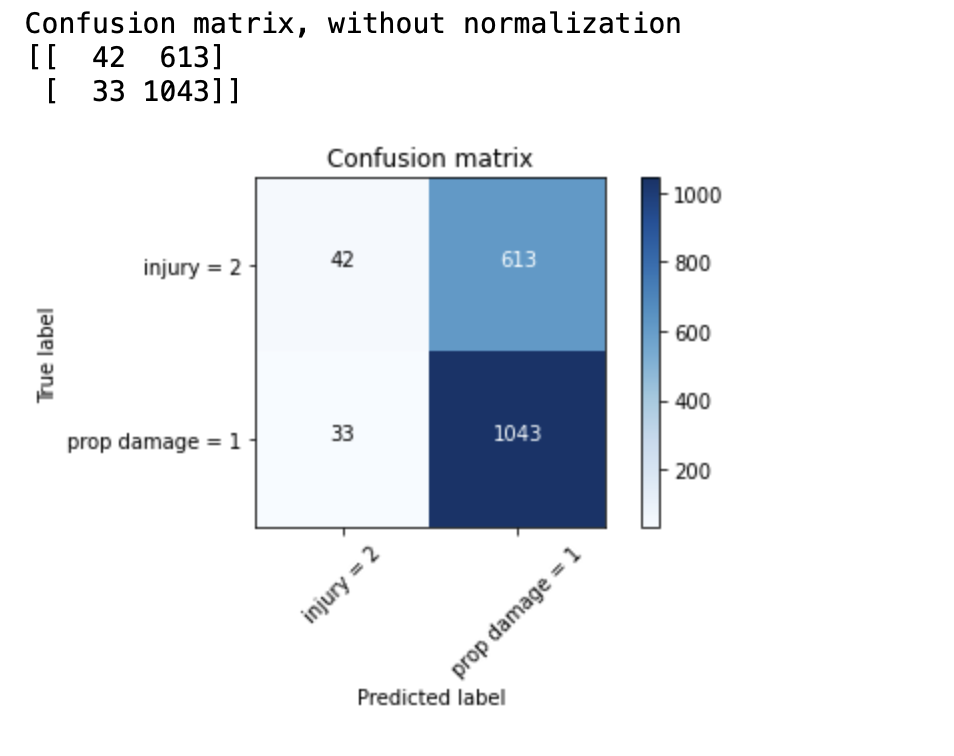 Confusion matrix, without normalization
[[  42  613]
 [  33 1043]]
Confusion matrix
True label
injury = 2
prop damage = 1
42
613
33
1043
injury = 2
prop damage = 1
Predicted label
1000
800
600
400
200